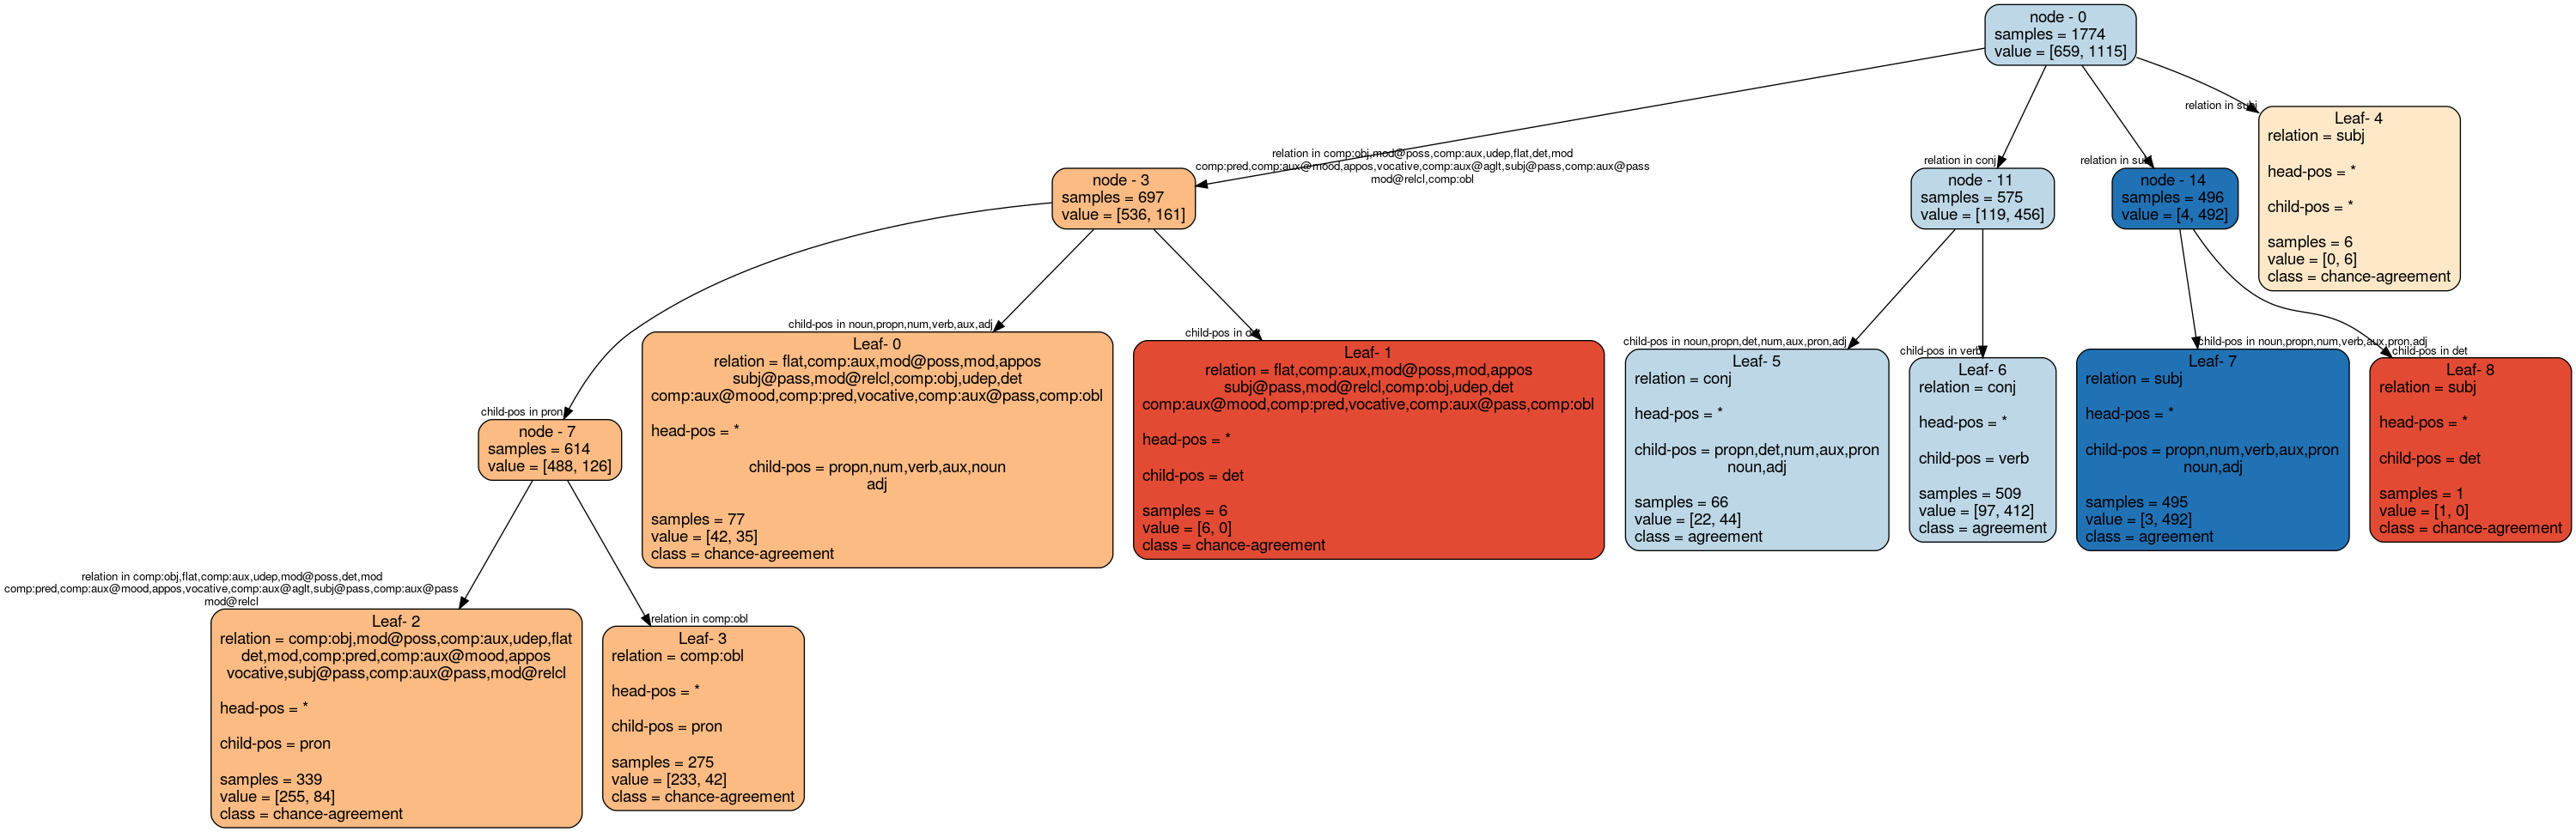 node - 0
samples = 1774
value = [659, 1115]
relation in subj
Leaf- 4
relation = subj
head-pos = *
child-pos = *
samples = 6
value = [0, 6]
class = chance-agreement
relation in comp:obj,mod@poss,comp:aux,udep,flat,det,mod
comp:pred,comp:aux@mood,appos,vocative,comp:aux@aglt,subj@pass,comp:aux@pass
mod@relcl,comp:obl
relation in conj
relation in
node - 3
samples = 697
value = [536, 161]
node - 11
samples = 575
value = [119, 456]
node - 14
samples = 496
value = [4, 492]
child-pos in noun,propn,num,verb,aux,adj
Leaf- 0
relation = flat,comp:aux,mod@poss,mod,appos
subj@pass,mod@relcl,comp:obj,udep,det
comp:aux@mood,comp:pred,vocative,comp:aux@pass,comp:obl
head-pos = *
child-pos = propn,num,verb,aux,noun
adj
samples = 77
value = [42, 35]
class = chance-agreement
child-pos in det
Leaf- 1
relation = flat,comp:aux,mod@poss,mod,appos
subj@pass,mod@relcl,comp:obj,udep,det
comp:aux@mood,comp:pred,vocative,comp:aux@pass,comp:obl
head-pos = *
child-pos = det
samples = 6
value = [6, 0]
class = chance-agreement
child-pos in noun,propn,det,num,aux,pron,adj
Leaf- 5
relation = conj
head-pos = *
child-pos = propn,det,num,aux,pron
noun,adj
samples = 66
value = [22, 44]
class = agreement
child-pos in verb
Leaf- 6
relation = conj
head-pos = *
child-pos = verb
samples = 509
value = [97, 412]
class = agreement
child-pos in noun,propn,num,verb,aux,pron,adj
Leaf- 7
relation = subj
head-pos = *
child-pos = propn,num,verb,aux,pron
noun,adj
samples = 495
value = [3, 492]
class = agreement
child-pos in det
Leaf- 8
relation = subj
head-pos = *
child-pos = det
samples = 1
value = [1, 0]
class = chance-agreement
child-pos in pron
node - 7
samples = 614
value = [488, 126]
relation in comp:obj,flat,comp:aux,udep,mod@poss,det,mod
comp:pred,comp:aux@mood,appos,vocative,comp:aux@aglt,subj@pass,comp:aux@pass
mod@relcl
Leaf- 2
relation = comp:obj,mod@poss,comp:aux,udep,flat
det,mod,comp:pred,comp:aux@mood,appos
vocative,subj@pass,comp:aux@pass,mod@relcl
head-pos = *
child-pos = pron
samples = 339
value = [255, 84]
class = chance-agreement
relation in comp:obl
Leaf- 3
relation = comp:obl
head-pos = *
child-pos = pron
samples = 275
value = [233, 42]
class = chance-agreement